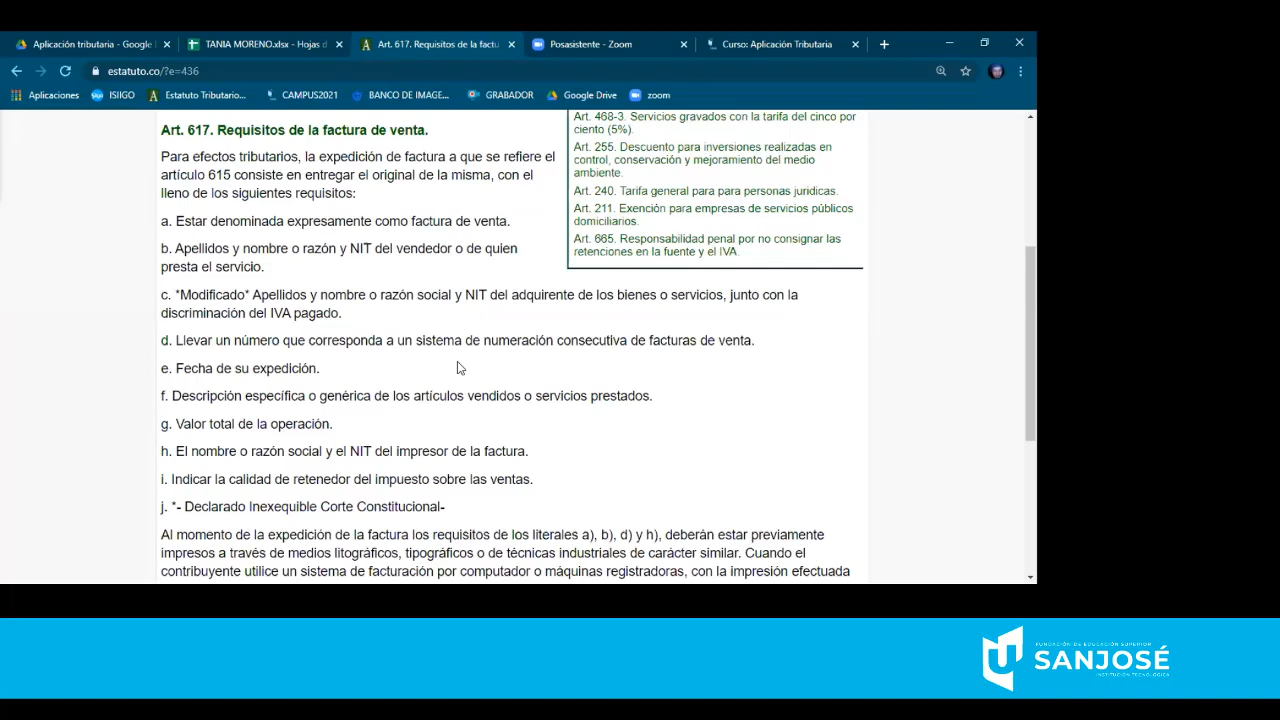 Aplicación tributaria - Google
TANIA MORENO.xlsx - Hojas d
Art. 617. Requisitos de la factu
Posasistente - Zoom
Curso: Aplicación Tributaria
estatuto.co/?e=436
Aplicaciones
ISIIGO
Estatuto Tributario...
CAMPUS2021
BANCO DE IMAGE...
GRABADOR
Google Drive
zoom
Art. 617. Requisitos de la factura de venta.
Para efectos tributarios, la expedición de factura a que se refiere el
artículo 615 consiste en entregar el original de la misma, con el
lleno de los siguientes requisitos:
a. Estar denominada expresamente como factura de venta.
b. Apellidos y nombre o razón y NIT del vendedor o de quien
presta el servicio.
Art. 468-3. Servicios gravados con la tarifa del cinco por
ciento (5%).
Art. 255. Descuento para inversiones realizadas en
control, conservación y mejoramiento del medio
ambiente.
Art. 240. Tarifa general para para personas juridicas.
Art. 211. Exención para empresas de servicios públicos
domiciliarios.
Art. 665. Responsabilidad penal por no consignar las
retenciones en la fuente y el IVA.
c. *Modificado* Apellidos y nombre o razón social y NIT del adquirente de los bienes o servicios, junto con la
discriminación del IVA pagado.
d. Llevar un número que corresponda a un sistema de numeración consecutiva de facturas de venta.
e. Fecha de su expedición.
f. Descripción específica o genérica de los artículos vendidos o servicios prestados.
g. Valor total de la operación.
h. El nombre o razón social y el NIT del impresor de la factura.
i. Indicar la calidad de retenedor del impuesto sobre las ventas.
j. *- Declarado Inexequible Corte Constitucional-
Al momento de la expedición de la factura los requisitos de los literales a), b), d) y h), deberán estar previamente
impresos a través de medios litográficos, tipográficos o de técnicas industriales de carácter similar. Cuando el
contribuyente utilice un sistema de facturación por computador o máquinas registradoras, con la impresión efectuada
FUNDACIÓN DE EDUCACIÓN SUPERIOR
SANJOSÉ
INSTITUCIÓN TECNOLÓGICA